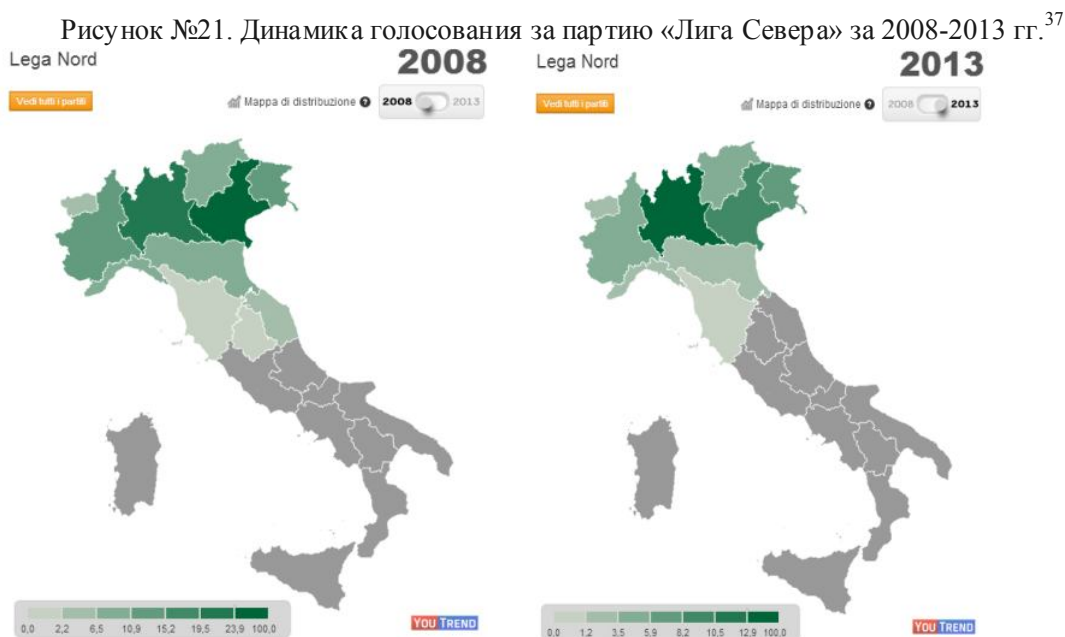 Рисунок №21. Динамика голосования за партию «Лига Севера» за 2008-2013 гг.37
Lega Nord
2008
Vedi tutti i partiti
Mappa di distribuzione ?
2008 2013
0,0 2,2 6,5 10,9 15,2 19,5 23,9 100,0
YOU TREND
Lega Nord
2013
Vedi tutti i partiti
Mappa di distribuzione ?
2008 2013
0,0 1,2 3,5 5,9 8,2 10,5 12,9 100,0
YOU TREND